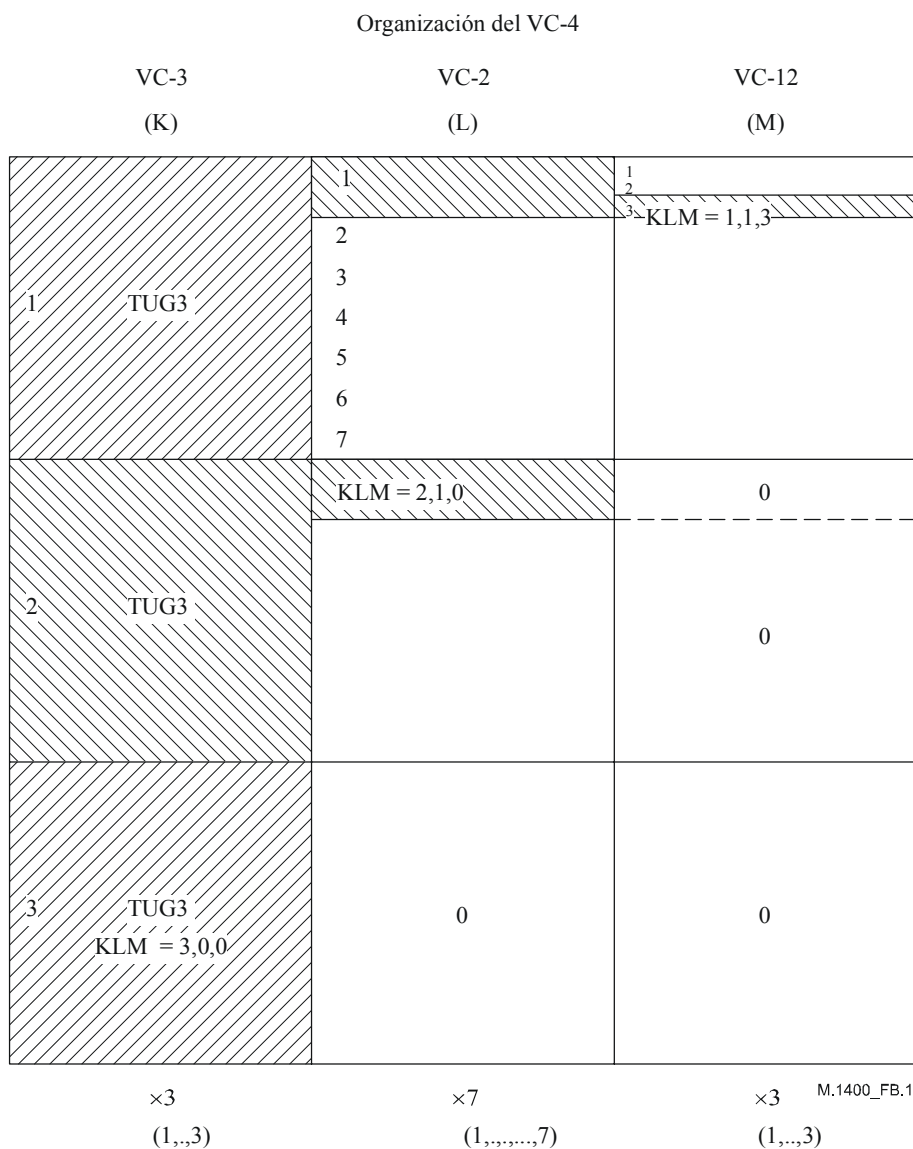 Organización del VC-4
VC-3 VC-2 VC-12
(K) (L) (M)
1
1
2
3 KLM = 1,1,3
2
3
1 TUG3
4
5
6
7
KLM = 2,1,0 0
2 TUG3
0
3 TUG3 0 0
KLM = 3,0,0
×3 ×7 ×3 M.1400_FB.1
(1,.,3) (1,.,.,...,7) (1,..,3)